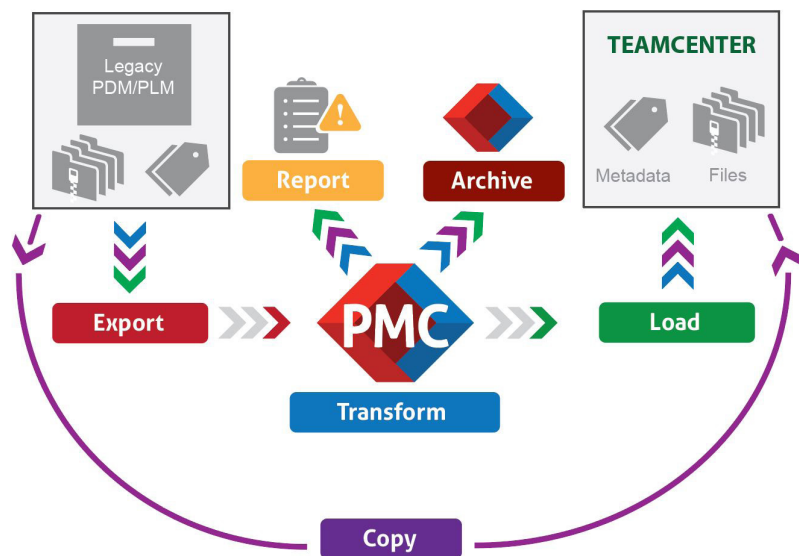 Legacy
PDM/PLM
TEAMCENTER
Metadata
Files
!
Report
Archive
Export
PMC
Load
Transform
Copy